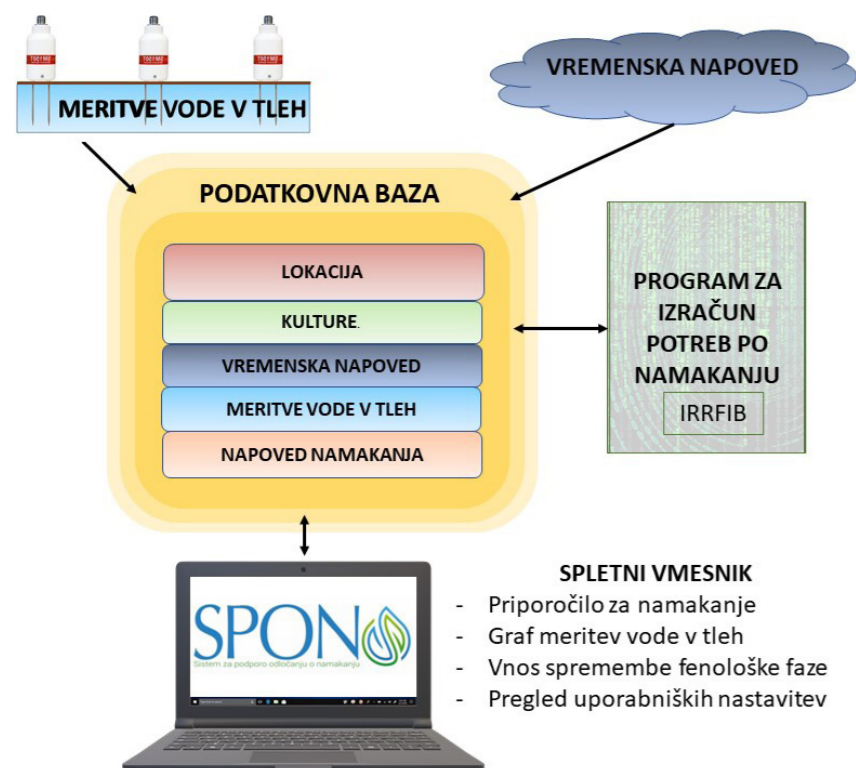 MERITVE VODE V TLEH
VREMENSKA NAPOVED
PODATKOVNA BAZA
LOKACIJA
KULTURE.
VREMENSKA NAPOVED
MERITVE VODE V TLEH
NAPOVED NAMAKANJA
PROGRAM ZA
IZRAČUN
POTREB PO
NAMAKANJU
IRRFIB
SPON
Sistem za podporo odločanju o namakanju
SPLETNI VMESNIK
- Priporočilo za namakanje
- Graf meritev vode v tleh
- Vnos spremembe fenološke faze
- Pregled uporabniških nastavitev